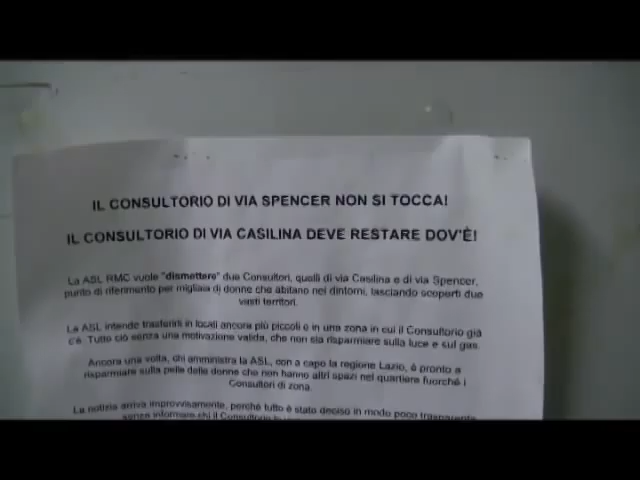 IL CONSULTORIO DI VIA SPENCER NON SI TOCCA!
IL CONSULTORIO DI VIA CASILINA DEVE RESTARE DOV'È!
La ASL RMC vuole "dismettere" due Consultori, quelli di via Casilina e di via Spencer,
punto di riferimento per migliaia di donne che abitano nei dintorni, lasciando scoperti due
vasti territori.
La ASL intende trasferirli in locali ancora più piccoli e in una zona in cui il Consultorio già
c'è. Tutto ciò senza una motivazione valida, che non sia risparmiare sulla luce e sul gas.
Ancora una volta, chi amministra la ASL, con a capo la regione Lazio, è pronto a
risparmiare sulla pelle delle donne che non hanno altri spazi nel quartiere fuorché i
Consultori di zona.
La notizia arriva improvvisamente, perché tutto è stato deciso in modo poco trasparente
senza informare chi il Consultorio